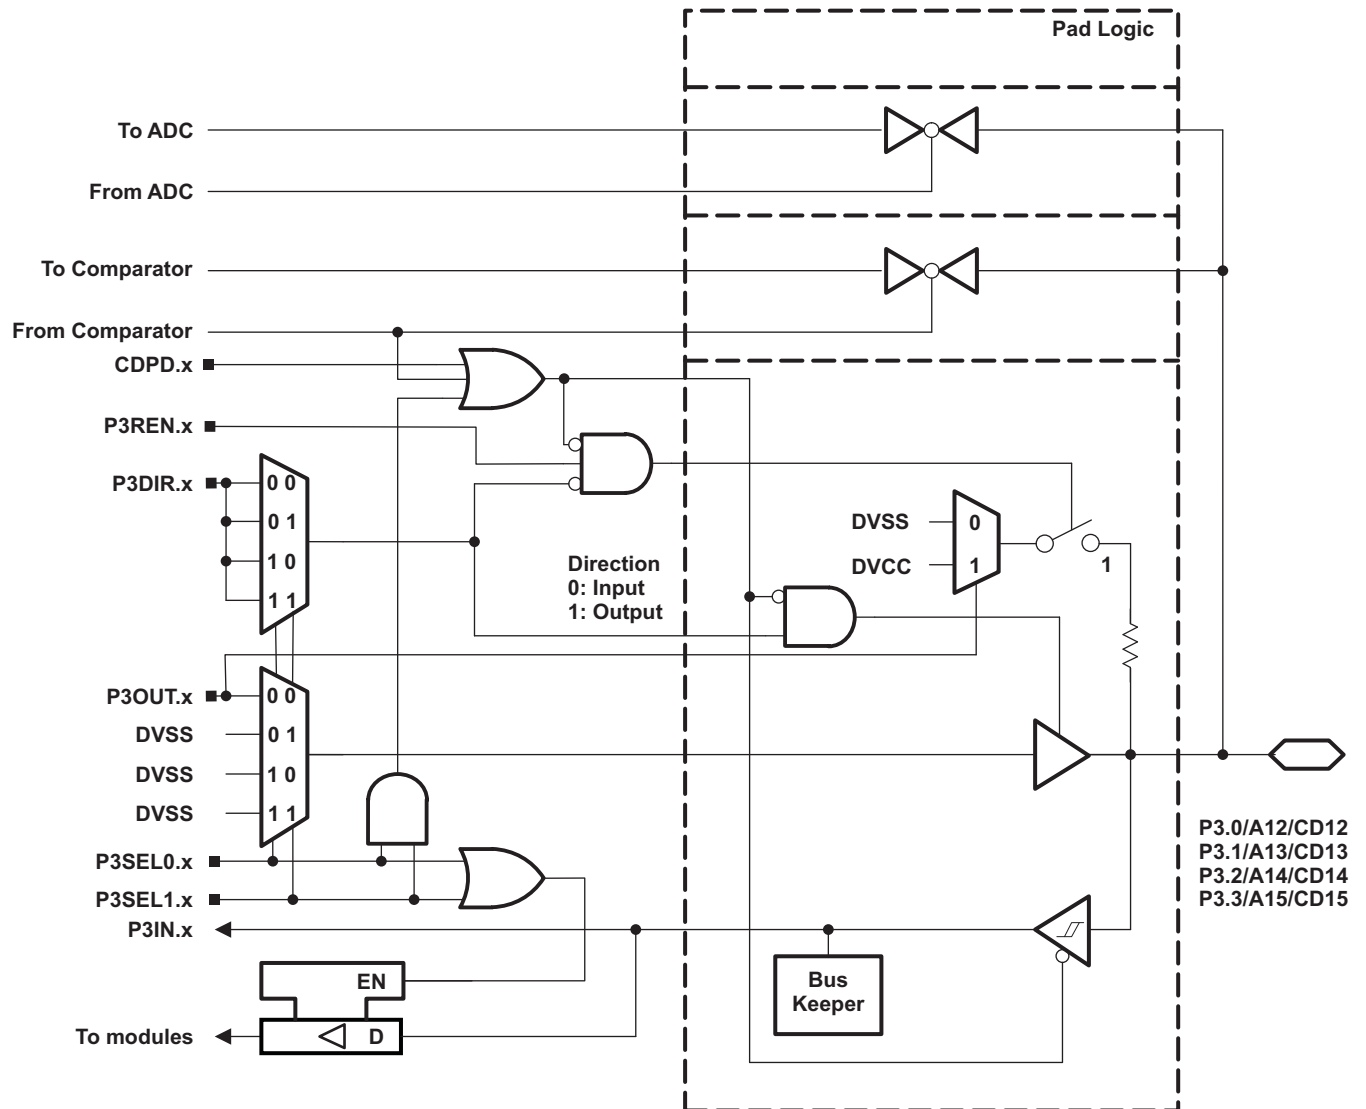 Pad Logic
To ADC
From ADC
To Comparator
From Comparator
CDPD.x
P3REN.x
P3DIR.x
0 0
0 1
1 0
1 1
Direction
0: Input
1: Output
DVSS
DVCC
0
1
1
P3OUT.x
DVSS
DVSS
DVSS
0 0
0 1
1 0
1 1
P3SEL0.x
P3SEL1.x
P3IN.x
P3.0/A12/CD12
P3.1/A13/CD13
P3.2/A14/CD14
P3.3/A15/CD15
Bus
Keeper
EN
D
To modules